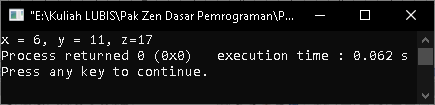 "E:\Kuliah LUBIS\Pak Zen Dasar Pemrograman\P...
x = 6, y = 11, z=17
Process returned 0 (0x0)   execution time : 0.062 s
Press any key to continue.